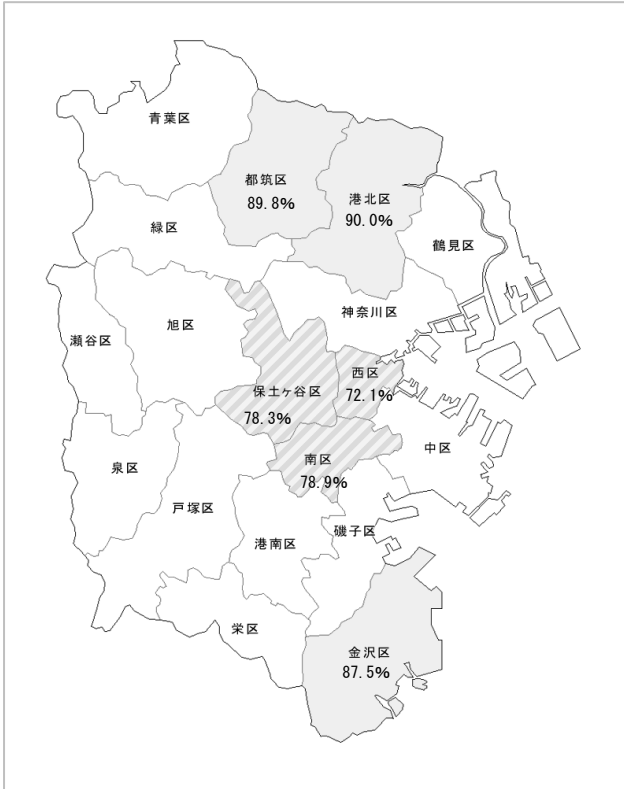 青葉区
都筑区
89.8%
港北区
90.0%
緑区
鶴見区
神奈川区
旭区
瀬谷区
西区
72.1%
保土ヶ谷区
78.3%
中区
南区
78.9%
泉区
戸塚区
磯子区
港南区
栄区
金沢区
87.5%